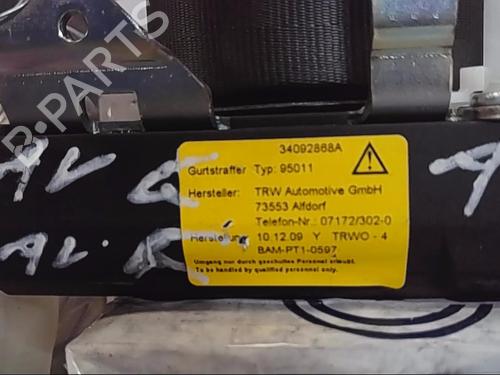 B-PARTS
34092868A
Gurtstraffer Typ: 95011
Hersteller: TRW Automotive GmbH
73553 Alfdorf
Telefon-Nr.: 07172/302-0
Herstellung: 10.12.09 Y TRWO - 4
BAM-PT1-0597
Umgang nur durch geschultes Personal erlaubt.
To be handled by qualified personnel only.